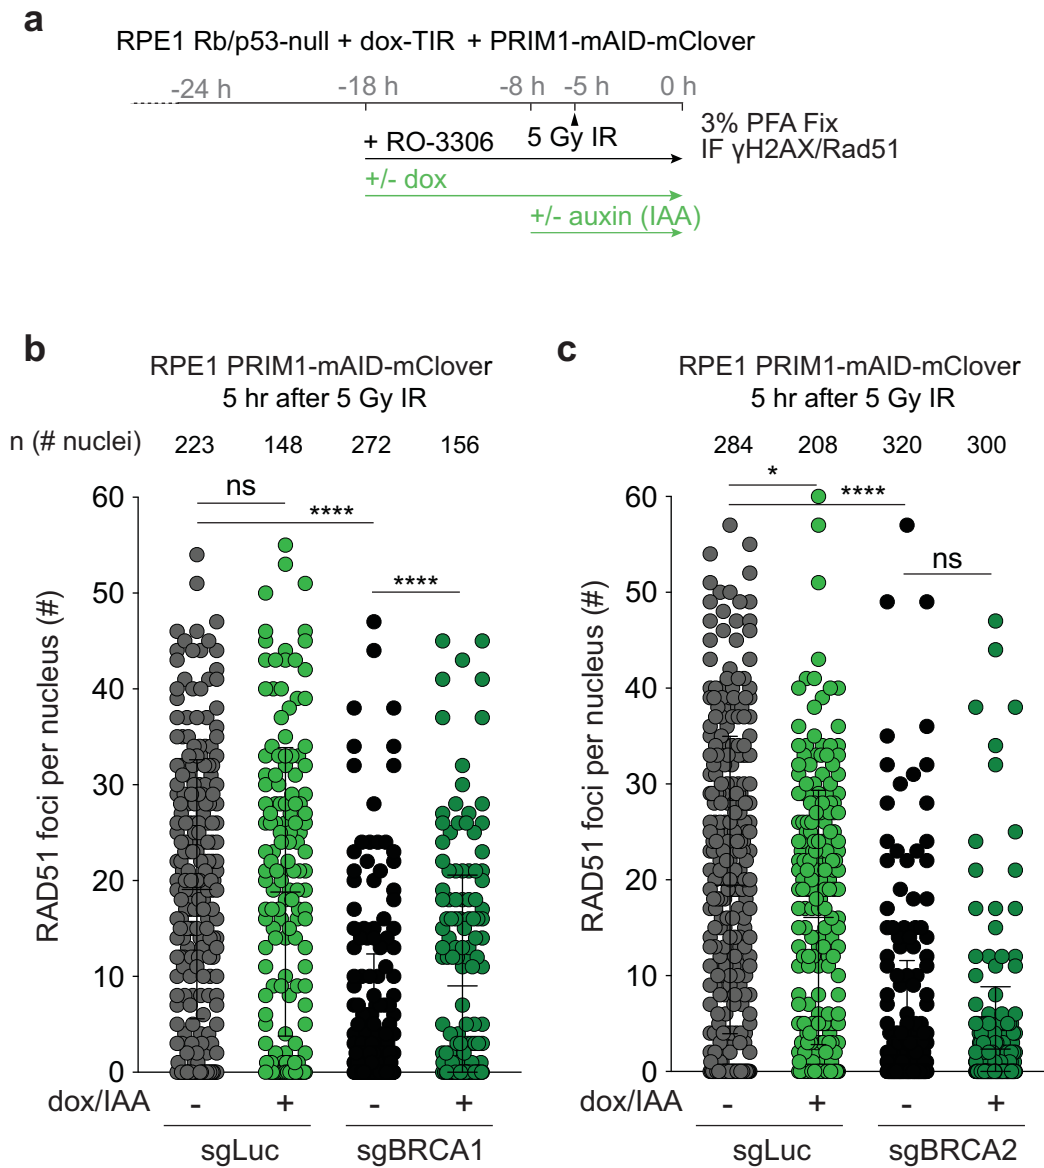 a
RPE1 Rb/p53-null + dox-TIR + PRIM1-mAID-mClover
-24 h -18 h -8 h -5 h 0 h
+ RO-3306 5 Gy IR
3% PFA Fix
IF γH2AX/Rad51
+/- dox
+/- auxin (IAA)
b
RPE1 PRIM1-mAID-mClover
5 hr after 5 Gy IR
n (# nuclei) 223 148 272 156
ns
****
****
RAD51 foci per nucleus (#)
60
50
40
30
20
10
0
dox/IAA - + - +
sgLuc sgBRCA1
c
RPE1 PRIM1-mAID-mClover
5 hr after 5 Gy IR
284 208 320 300
*
****
ns
RAD51 foci per nucleus (#)
60
50
40
30
20
10
0
dox/IAA - + - +
sgLuc sgBRCA2